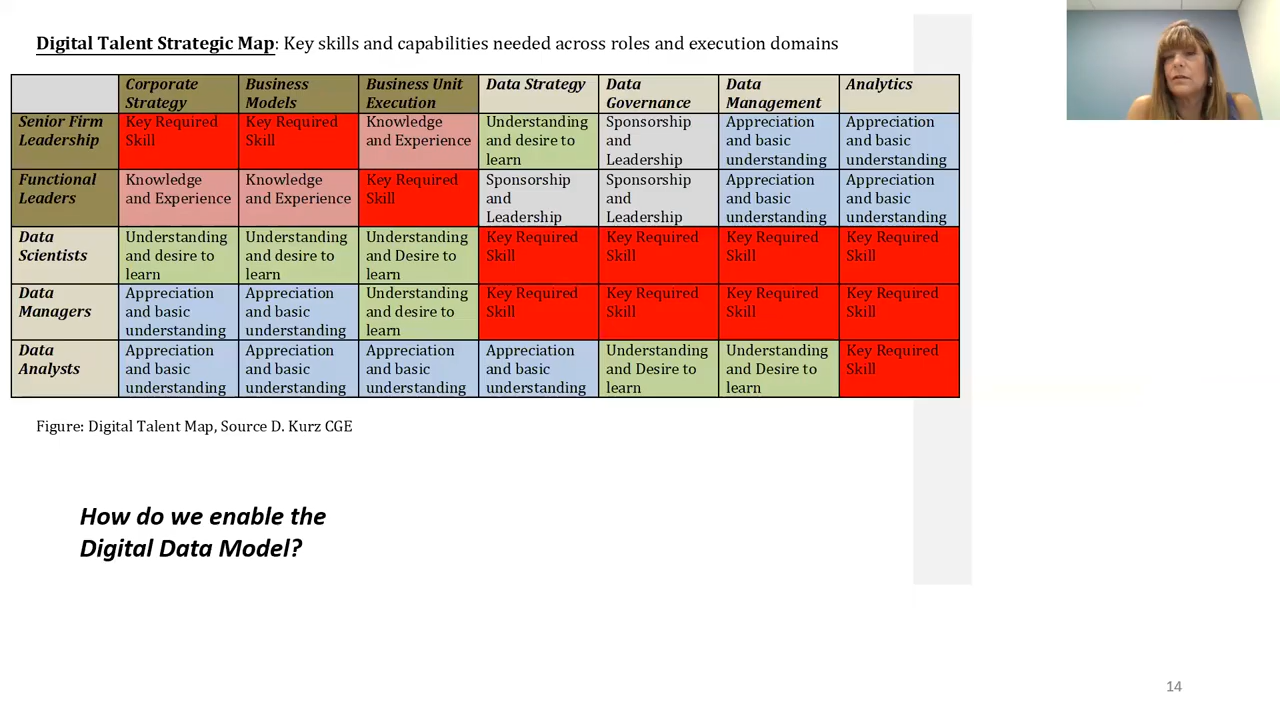 Digital Talent Strategic Map: Key skills and capabilities needed across roles and execution domains
Corporate Strategy
Business Models
Business Unit Execution
Data Strategy
Data Governance
Data Management
Analytics
Senior Firm Leadership
Key Required Skill
Key Required Skill
Knowledge and Experience
Understanding and desire to learn
Sponsorship and Leadership
Appreciation and basic understanding
Appreciation and basic understanding
Functional Leaders
Knowledge and Experience
Knowledge and Experience
Key Required Skill
Sponsorship and Leadership
Sponsorship and Leadership
Appreciation and basic understanding
Appreciation and basic understanding
Data Scientists
Understanding and desire to learn
Understanding and desire to learn
Understanding and Desire to learn
Key Required Skill
Key Required Skill
Key Required Skill
Key Required Skill
Data Managers
Appreciation and basic understanding
Appreciation and basic understanding
Understanding and desire to learn
Key Required Skill
Key Required Skill
Key Required Skill
Key Required Skill
Data Analysts
Appreciation and basic understanding
Appreciation and basic understanding
Appreciation and basic understanding
Appreciation and basic understanding
Understanding and Desire to learn
Understanding and Desire to learn
Key Required Skill
Figure: Digital Talent Map, Source D. Kurz CGE
How do we enable the
Digital Data Model?
14